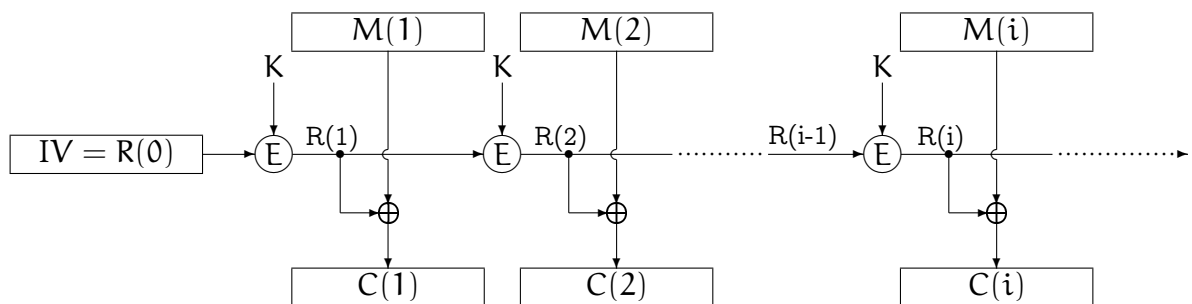 M(1) M(2) M(i)
K K K
IV = R(0) E R(1) E R(2) R(i-1) E R(i)
C(1) C(2) C(i)